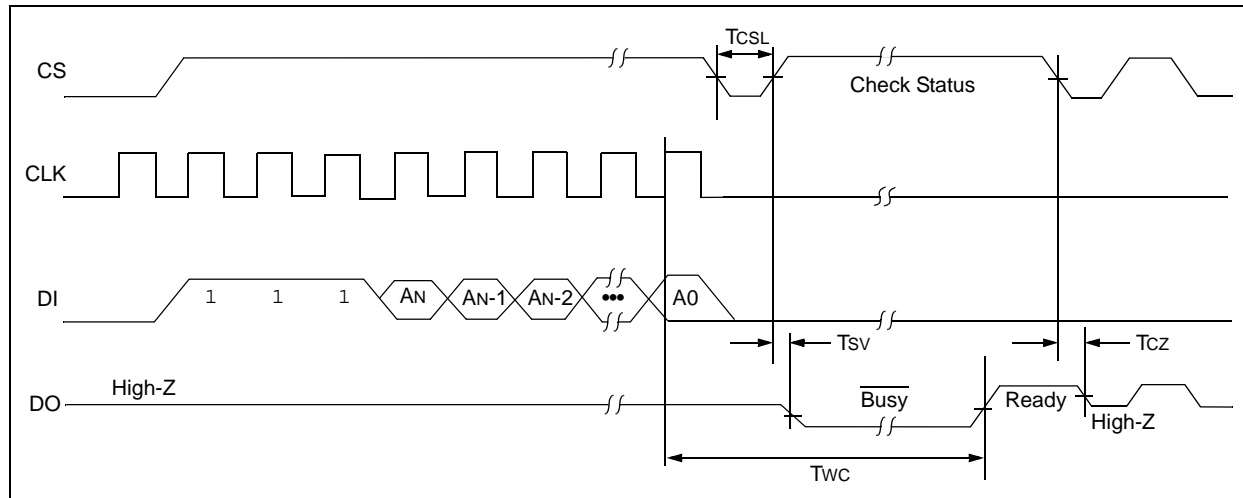 TCSL
CS
Check Status
CLK
DI
1 1 1 AN AN-1 AN-2 ••• A0
TSV
TCZ
High-Z
DO
Busy
Ready
High-Z
TWC